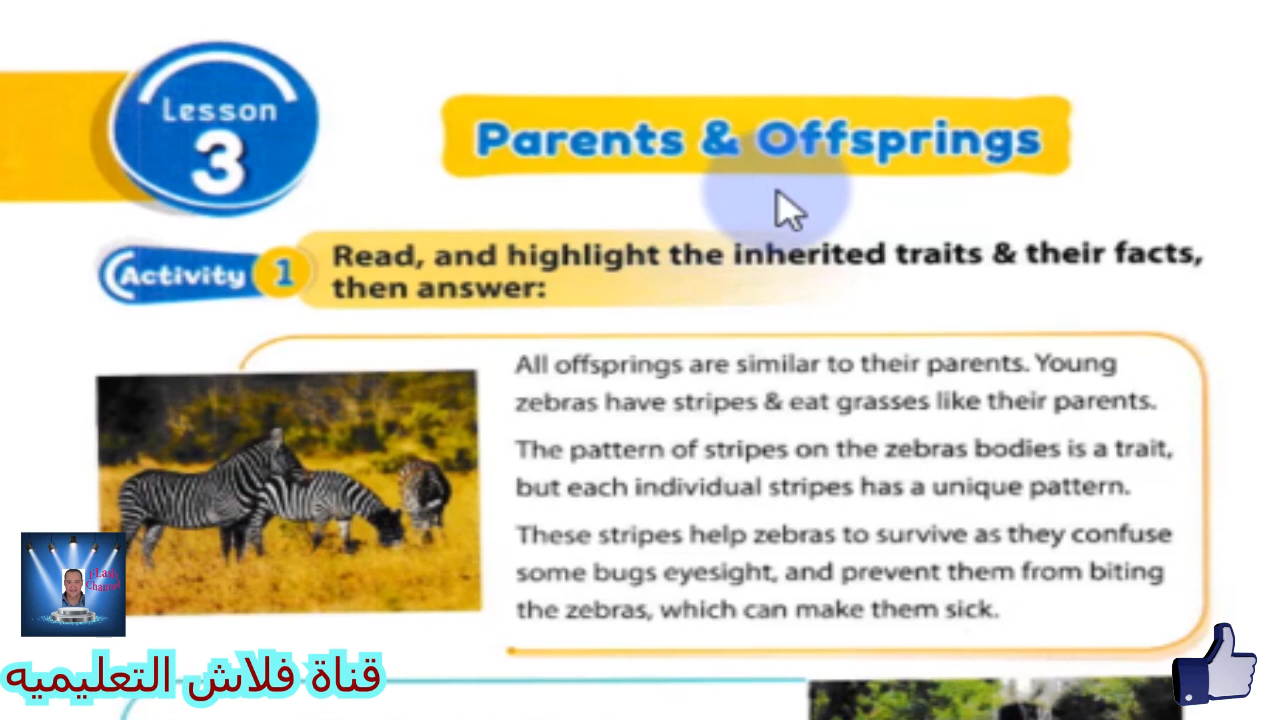 Lesson
3
Parents & Offsprings
Activity 1
Read, and highlight the inherited traits & their facts,
then answer:
All offsprings are similar to their parents. Young
zebras have stripes & eat grasses like their parents.
The pattern of stripes on the zebras bodies is a trait,
but each individual stripes has a unique pattern.
These stripes help zebras to survive as they confuse
some bugs eyesight, and prevent them from biting
the zebras, which can make them sick.
قناة فلاش التعليميه